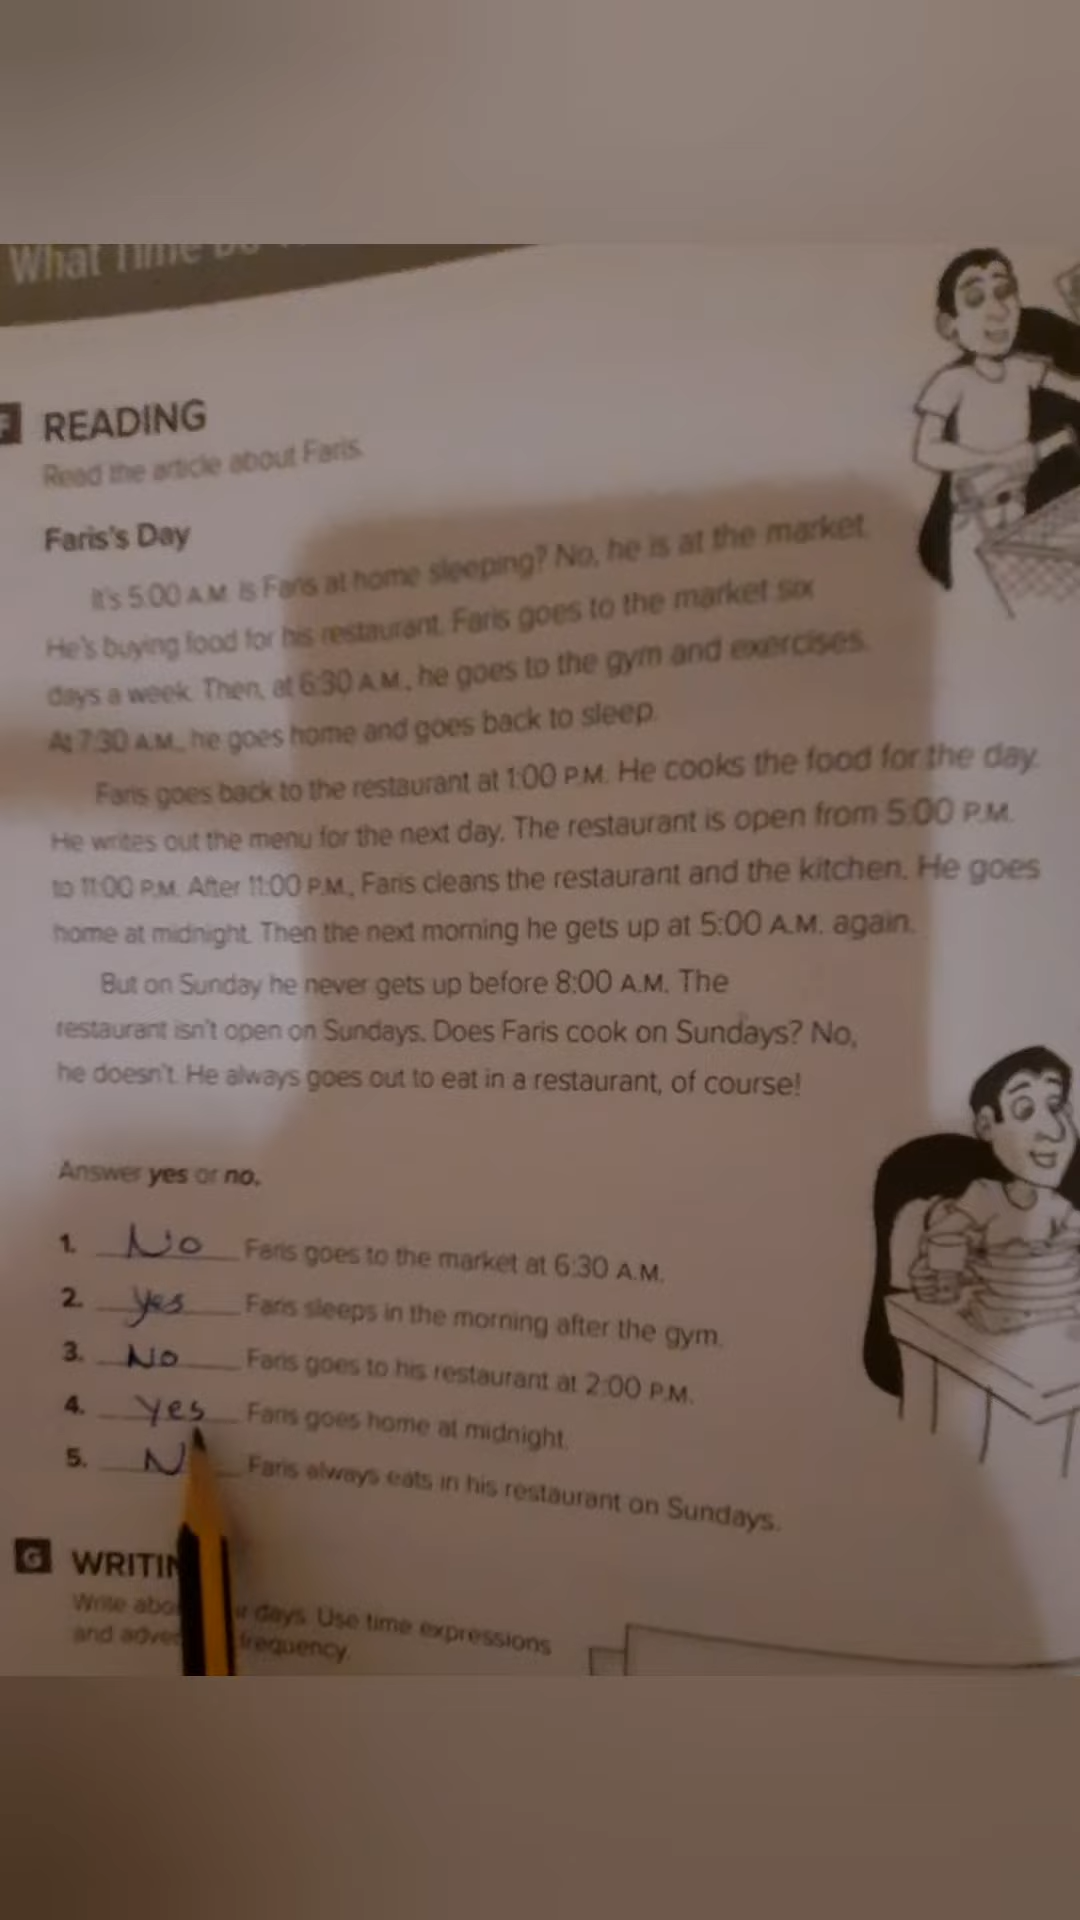 What Time Do
F READING
Read the article about Faris.
Faris's Day
It's 5:00 A.M. Is Faris at home sleeping? No, he is at the market.
He's buying food for his restaurant. Faris goes to the market six
days a week. Then, at 6:30 A.M., he goes to the gym and exercises.
At 7:30 A.M., he goes home and goes back to sleep.
Faris goes back to the restaurant at 1:00 P.M. He cooks the food for the day.
He writes out the menu for the next day. The restaurant is open from 5:00 P.M.
to 11:00 P.M. After 11:00 P.M., Faris cleans the restaurant and the kitchen. He goes
home at midnight. Then the next morning he gets up at 5:00 A.M. again.
But on Sunday he never gets up before 8:00 A.M. The
restaurant isn't open on Sundays. Does Faris cook on Sundays? No,
he doesn't. He always goes out to eat in a restaurant, of course!
Answer yes or no.
1. No Faris goes to the market at 6:30 A.M.
2. yes Faris sleeps in the morning after the gym.
3. No Faris goes to his restaurant at 2:00 P.M.
4. yes Faris goes home at midnight.
5. N Faris always eats in his restaurant on Sundays.
G WRITIN
Write abo r days. Use time expressions
and adve frequency.